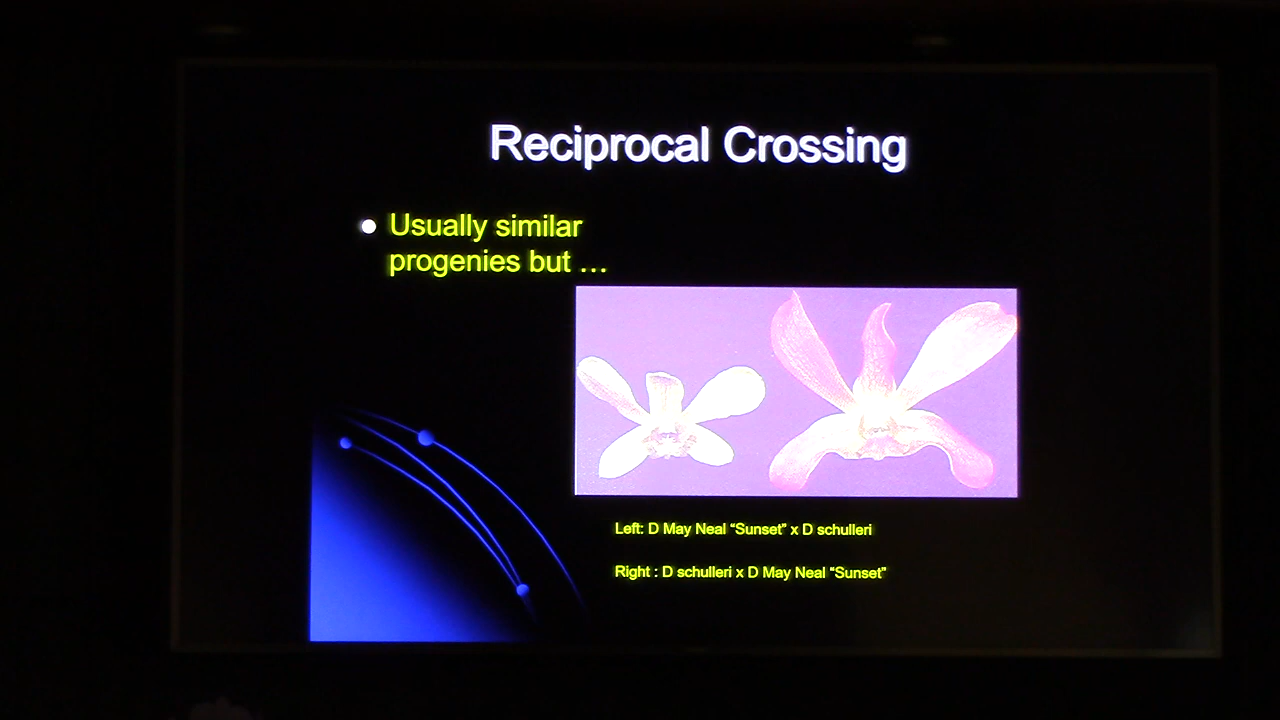 Reciprocal Crossing
Usually similar
progenies but …
Left: D May Neal “Sunset” x D schulleri
Right : D schulleri x D May Neal “Sunset”